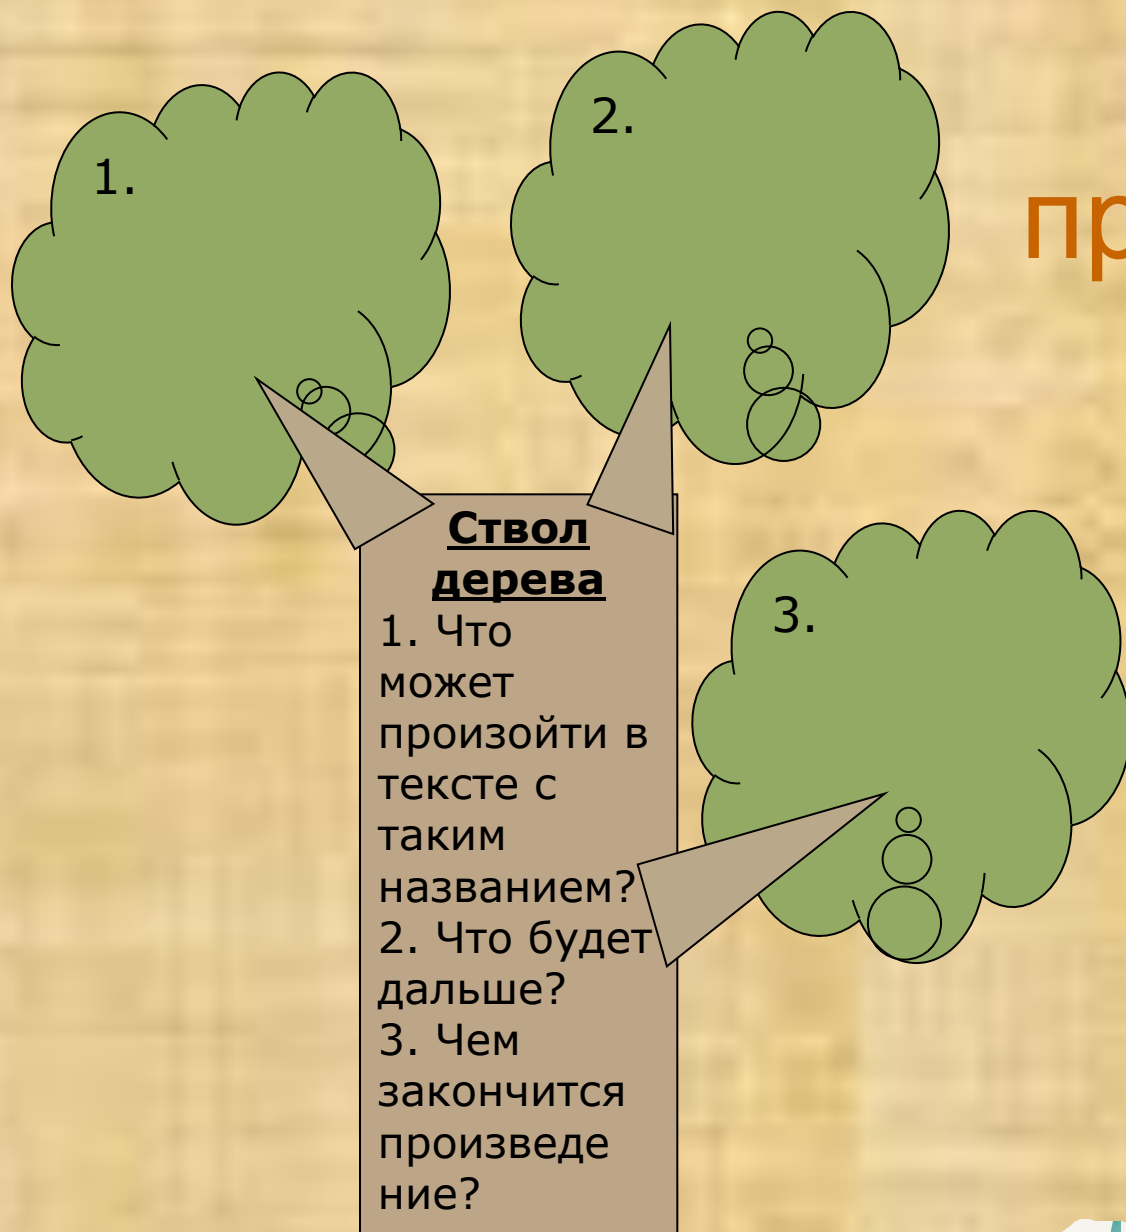 1.
2.
пр
3.
Ствол
дерева
1. Что
может
произойти в
тексте с
таким
названием?
2. Что будет
дальше?
3. Чем
закончится
произведе
ние?